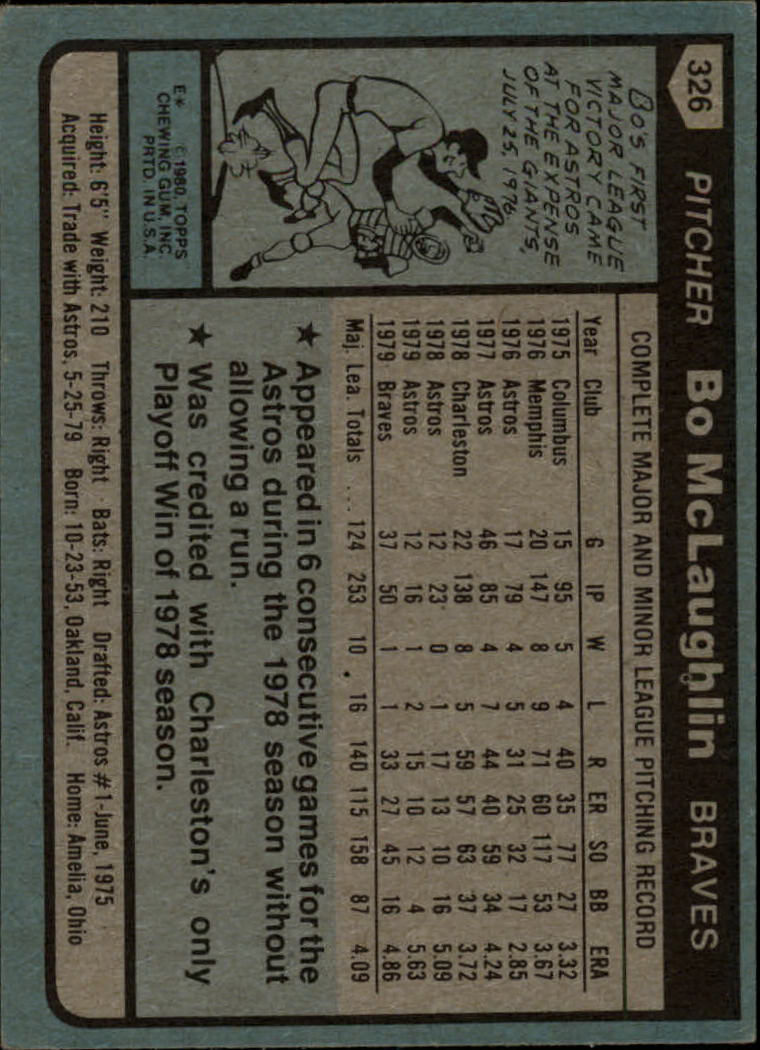 326 PITCHER Bo McLaughlin BRAVES
BO'S FIRST
MAJOR LEAGUE
VICTORY CAME
FOR ASTROS
AT THE EXPENSE
OF THE GIANTS,
JULY 25, 1976.
E* © 1980 TOPPS
CHEWING GUM, INC.
PRTD. IN U.S.A.
COMPLETE MAJOR AND MINOR LEAGUE PITCHING RECORD
Year Club G IP W L R ER SO BB ERA
1975 Columbus 15 95 5 4 40 35 77 27 3.32
1976 Memphis 20 147 8 9 71 60 117 53 3.67
1976 Astros 17 79 4 5 31 25 32 17 2.85
1977 Astros 46 85 4 7 44 40 59 34 4.24
1978 Charleston 22 138 8 5 59 57 63 37 3.72
1978 Astros 12 23 0 1 17 13 10 16 5.09
1979 Astros 12 16 1 2 15 10 12 4 5.63
1979 Braves 37 50 1 1 33 27 45 16 4.86
Maj. Lea. Totals ... 124 253 10 16 140 115 158 87 4.09
★ Appeared in 6 consecutive games for the
Astros during the 1978 season without
allowing a run.
★ Was credited with Charleston's only
Playoff Win of 1978 season.
Height: 6'5" Weight: 210 Throws: Right Bats: Right Drafted: Astros #1-June, 1975
Acquired: Trade with Astros, 5-25-79 Born: 10-23-53, Oakland, Calif. Home: Amelia, Ohio